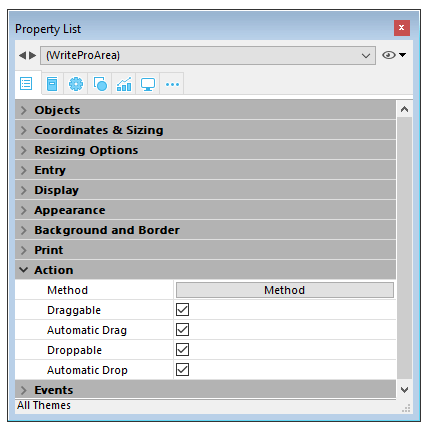 Property List
(WriteProArea)
Objects
Coordinates & Sizing
Resizing Options
Entry
Display
Appearance
Background and Border
Print
Action
Method Method
Draggable
Automatic Drag
Droppable
Automatic Drop
Events
All Themes